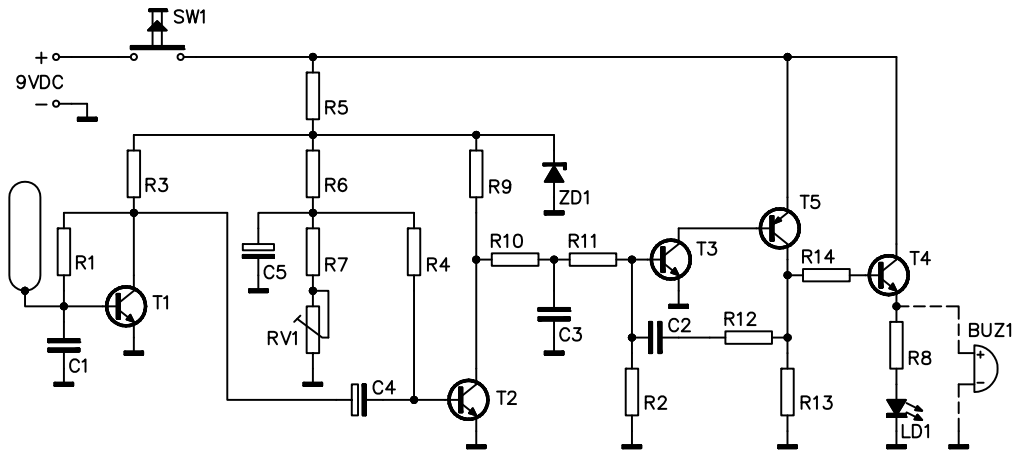 SW1
+
9VDC
−
R5
R3
R6
R9
ZD1
T5
R1
C5
R7
R4
R10
R11
T3
R14
T4
T1
RV1
C3
C2
R12
BUZ1
+
−
C1
C4
T2
R2
R13
R8
LD1